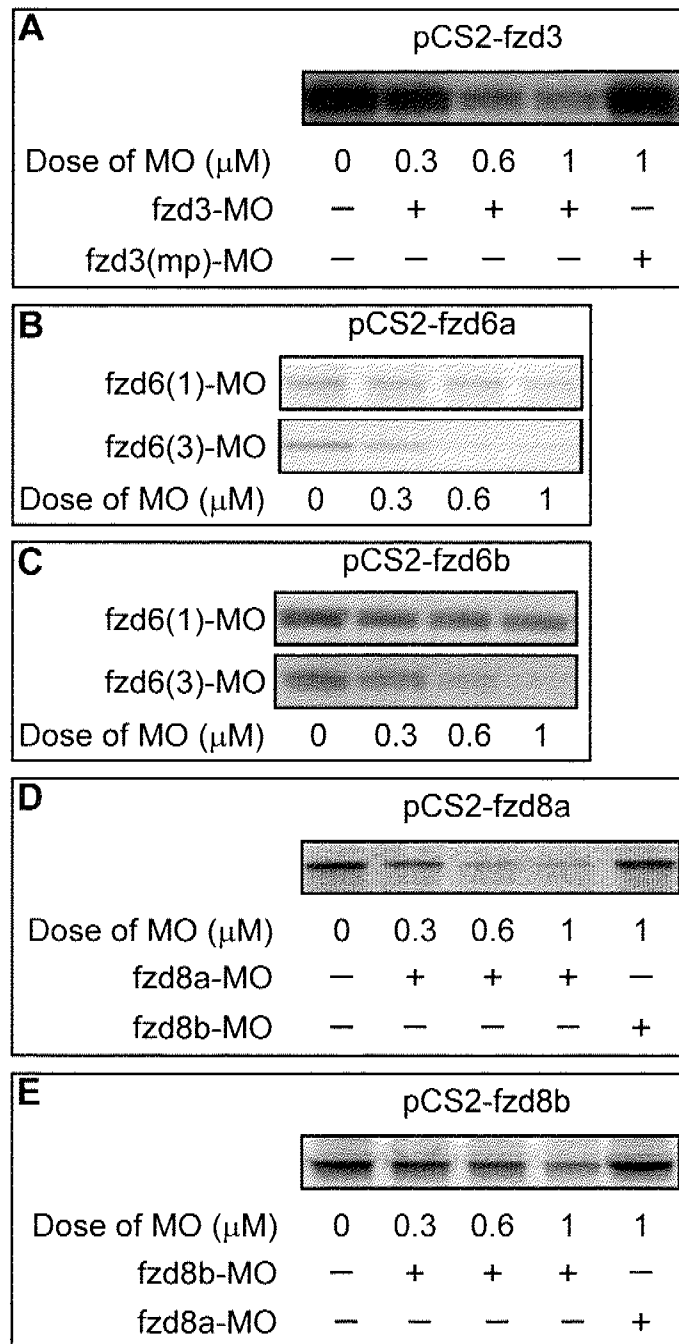 A
pCS2-fzd3
Dose of MO (μM) 0 0.3 0.6 1 1
fzd3-MO – + + + –
fzd3(mp)-MO – – – – +
B
pCS2-fzd6a
fzd6(1)-MO
fzd6(3)-MO
Dose of MO (μM) 0 0.3 0.6 1
C
pCS2-fzd6b
fzd6(1)-MO
fzd6(3)-MO
Dose of MO (μM) 0 0.3 0.6 1
D
pCS2-fzd8a
Dose of MO (μM) 0 0.3 0.6 1 1
fzd8a-MO – + + + –
fzd8b-MO – – – – +
E
pCS2-fzd8b
Dose of MO (μM) 0 0.3 0.6 1 1
fzd8b-MO – + + + –
fzd8a-MO – – – – +